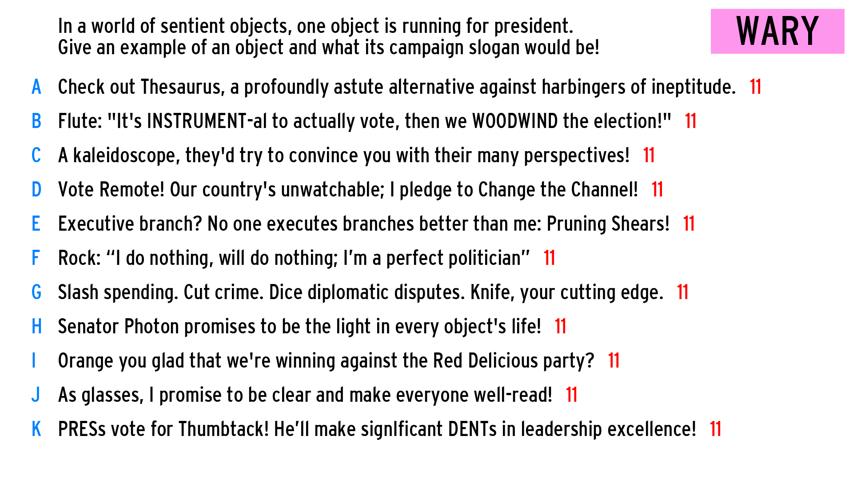 In a world of sentient objects, one object is running for president.
Give an example of an object and what its campaign slogan would be!
WARY
A Check out Thesaurus, a profoundly astute alternative against harbingers of ineptitude. 11
B Flute: "It's INSTRUMENT-al to actually vote, then we WOODWIND the election!" 11
C A kaleidoscope, they'd try to convince you with their many perspectives! 11
D Vote Remote! Our country's unwatchable; I pledge to Change the Channel! 11
E Executive branch? No one executes branches better than me: Pruning Shears! 11
F Rock: “I do nothing, will do nothing; I’m a perfect politician” 11
G Slash spending. Cut crime. Dice diplomatic disputes. Knife, your cutting edge. 11
H Senator Photon promises to be the light in every object's life! 11
I Orange you glad that we're winning against the Red Delicious party? 11
J As glasses, I promise to be clear and make everyone well-read! 11
K PRESs vote for Thumbtack! He’ll make signIficant DENTs in leadership excellence! 11